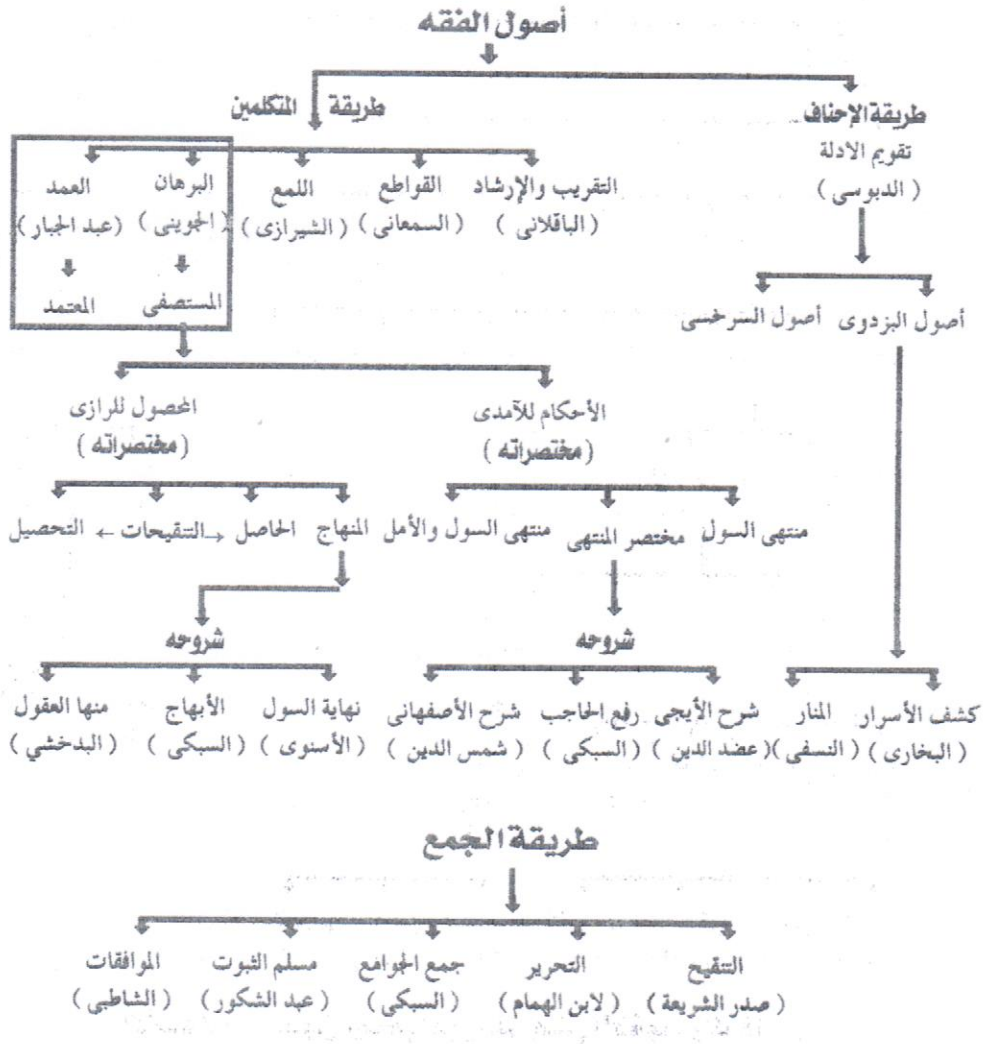 أصول الفقه
طريقة المتكلمين
طريقة الإحناف
تقويم الادلة
(الدبوسى)
التقريب والإرشاد
(الباقلانى)
القواطع
(السمعانى)
اللمع
(الشيرازى)
البرهان
(الجوينى)
العمد
(عبد الجبار)
المستصفى
المعتمد
أصول البزدوى
أصول السرخسى
الأحكام للآمدى
(مختصراته)
المحصول للرازى
(مختصراته)
منتهى السول
مختصر المنتهى
منتهى السول والأمل
المنهاج
الحاصل → التنقيحات ← التحصيل
شروحه
شروحه
كشف الأسرار
(البخارى)
المنار
(النسفى)
شرح الأيجي
(عضد الدين)
رفع الحاجب
(السبكى)
شرح الأصفهانى
(شمس الدين)
نهاية السول
(الأسنوى)
الأبهاج
(السبكى)
منها العقول
(البدخشي)
طريقة الجمع
التنقيح
(صدر الشريعة)
التحرير
(لابن الهمام)
جمع الجوامع
(السبكى)
مسلم الثبوت
(عبد الشكور)
الموافقات
(الشاطبى)